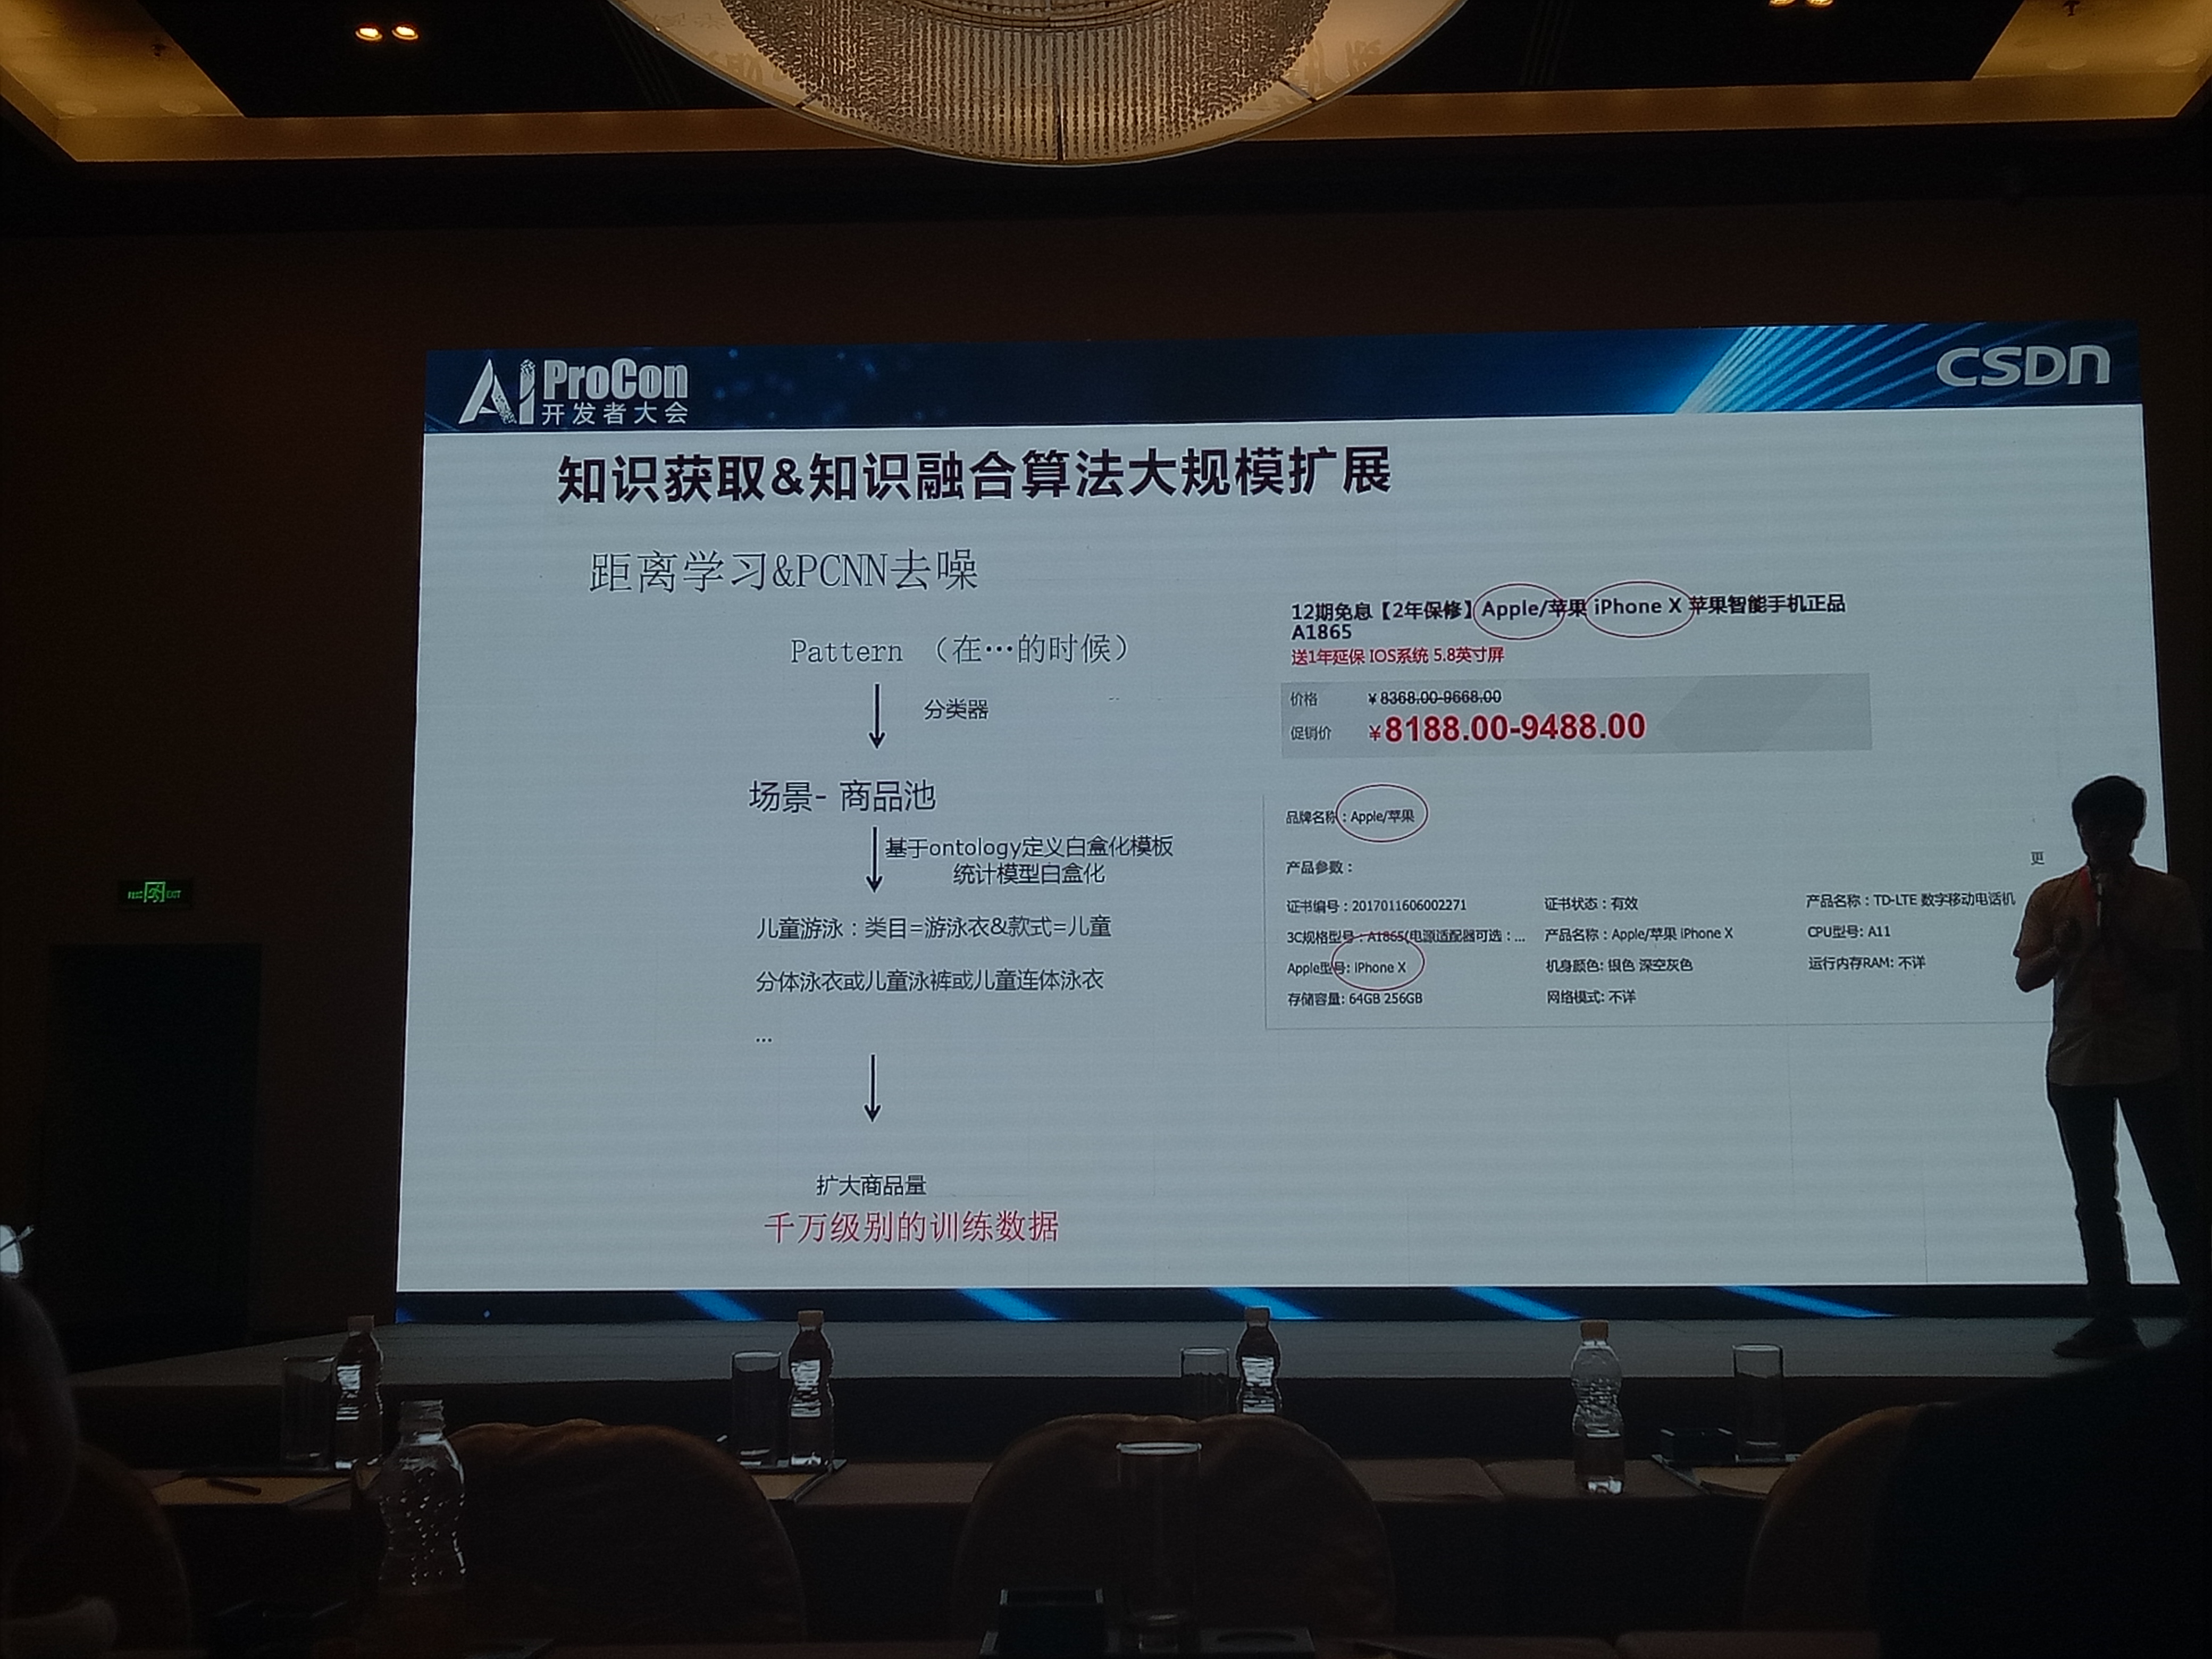 AI ProCon
开发者大会
CSDN
知识获取&知识融合算法大规模扩展
距离学习&PCNN去噪
Pattern （在…的时候）
分类器
场景- 商品池
基于ontology定义白盒化模板
统计模型白盒化
儿童游泳：类目=游泳衣&款式=儿童
分体泳衣或儿童泳裤或儿童连体泳衣
...
扩大商品量
千万级别的训练数据
12期免息【2年保修】Apple/苹果 iPhone X 苹果智能手机正品
A1865
送1年延保 IOS系统 5.8英寸屏
价格 ¥8368.00-9668.00
促销价 ¥8188.00-9488.00
品牌名称：Apple/苹果
更
产品参数：
证书编号：2017011606002271 证书状态：有效 产品名称：TD-LTE 数字移动电话机
3C规格型号：A1865(电源适配器可选：... 产品名称：Apple/苹果 iPhone X CPU型号: A11
Apple型号: iPhone X 机身颜色: 银色 深空灰色 运行内存RAM: 不详
存储容量: 64GB 256GB 网络模式: 不详